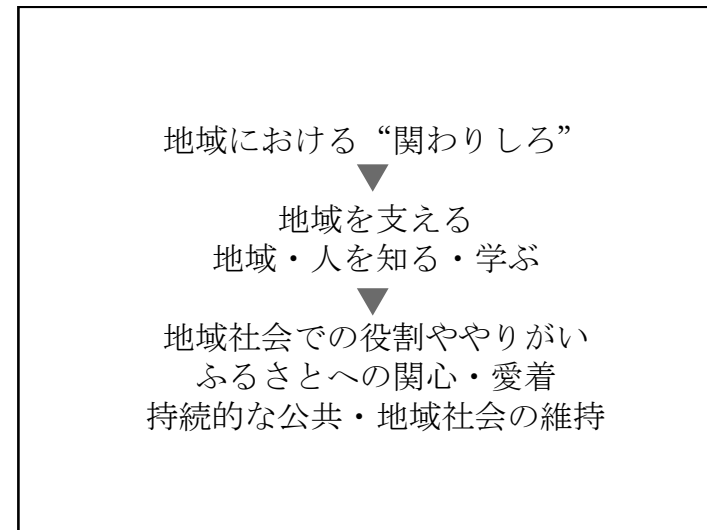 地域における“関わりしろ”
地域を支える
地域・人を知る・学ぶ
地域社会での役割ややりがい
ふるさとへの関心・愛着
持続的な公共・地域社会の維持